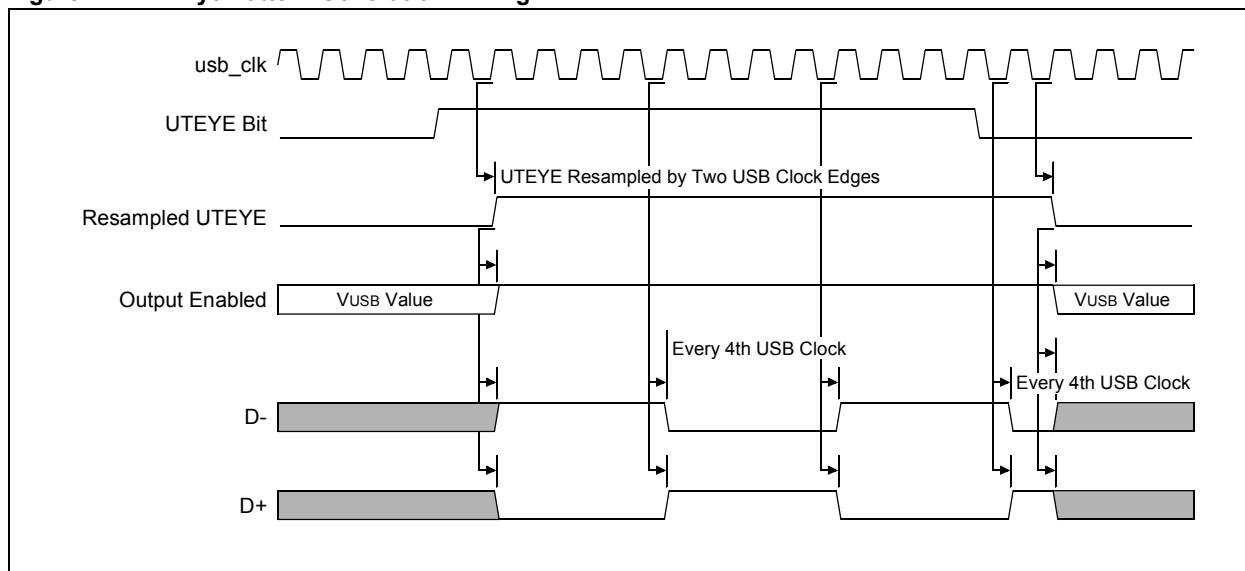 usb_clk
UTEYE Bit
UTEYE Resampled by Two USB Clock Edges
Resampled UTEYE
Output Enabled
VUSB Value
VUSB Value
Every 4th USB Clock
Every 4th USB Clock
D-
D+